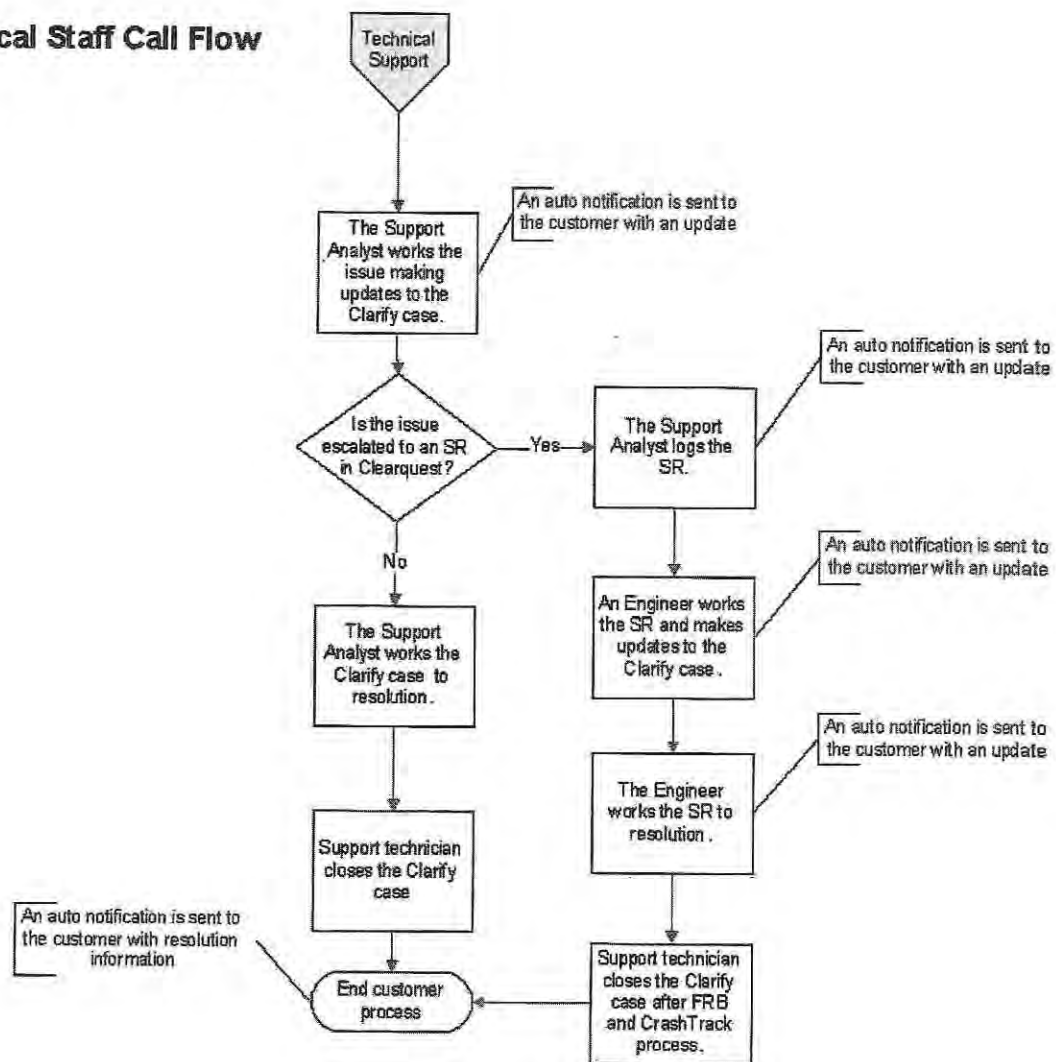 cal Staff Call Flow
Technical
Support
An auto notification is sent to
the customer with an update
The Support
Analyst works the
issue making
updates to the
Clarify case.
An auto notification is sent to
the customer with an update
Is the issue
escalated to an SR
in Clearquest?
Yes
The Support
Analyst logs the
SR.
No
An auto notification is sent to
the customer with an update
An Engineer works
the SR and makes
updates to the
Clarify case.
The Support
Analyst works the
Clarify case to
resolution.
An auto notification is sent to
the customer with an update
The Engineer
works the SR to
resolution.
Support technician
closes the Clarify
case
An auto notification is sent to
the customer with resolution
information
End customer
process
Support technician
closes the Clarify
case after FRB
and CrashTrack
process.